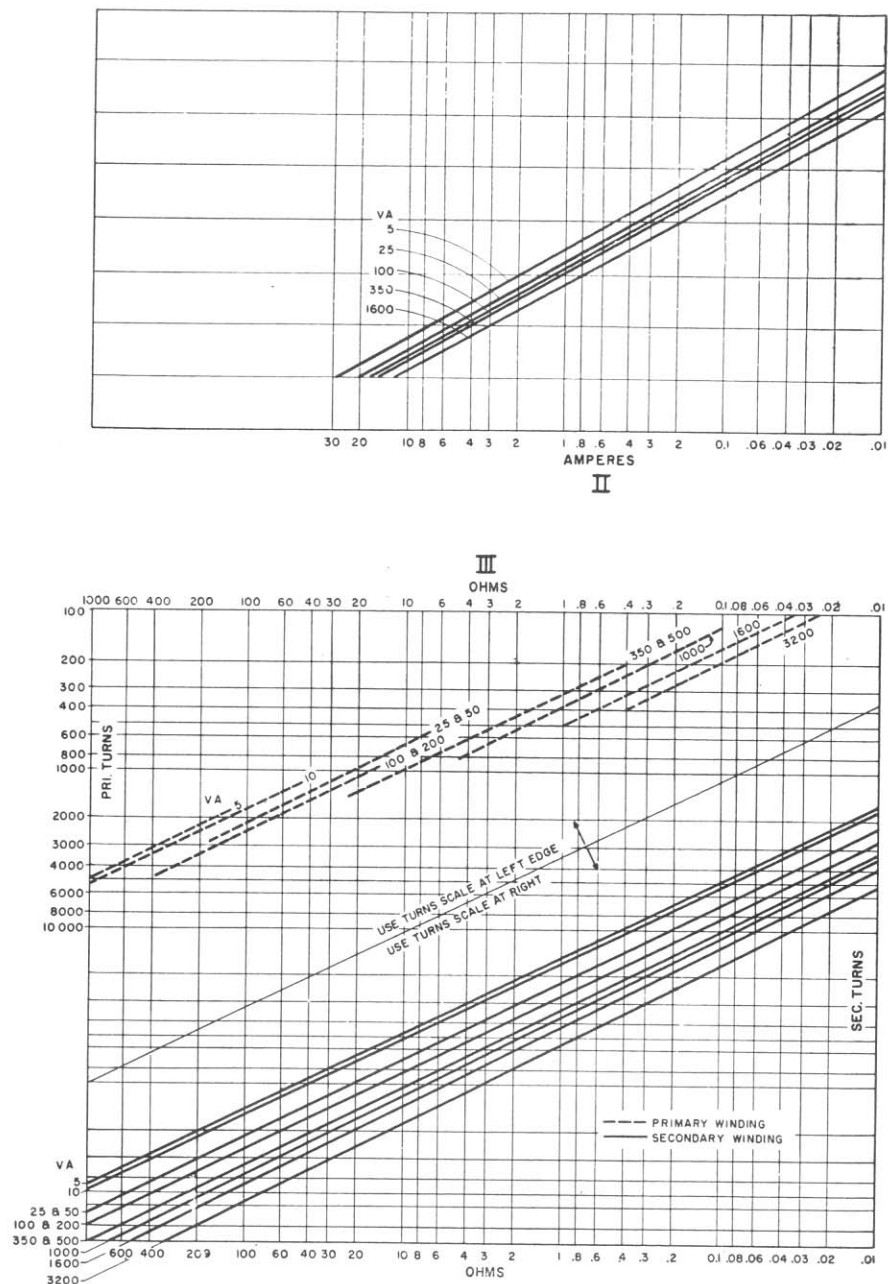 VA
5
25
100
350
1600
30 20 10 8 6 4 3 2 1 .8 .6 .4 .3 .2 0.1 .06 .04 .03 .02 .01
AMPERES
II
III
OHMS
1000 600 400 200 100 60 40 30 20 10 6 4 3 2 1 .8 .6 .4 .2 0.1 .08 .06 .04 .03 .01
100
200
300
400
600
800
1000
2000
3000
4000
6000
8000
10 000
PRI. TURNS
VA 5
10
25 & 50
100 & 200
350 & 500
1000
1600
3200
USE TURNS SCALE AT LEFT EDGE
USE TURNS SCALE AT RIGHT
SEC. TURNS
PRIMARY WINDING
SECONDARY WINDING
VA
5
10
25 & 50
100 & 200
350 & 500
1000
1600
3200
600 400 209 100 60 40 30 20 10 8 6 4 3 2 1 .8 .6 .4 .3 .2 0.1 .08 .06 .04 .03 .02 .01
OHMS